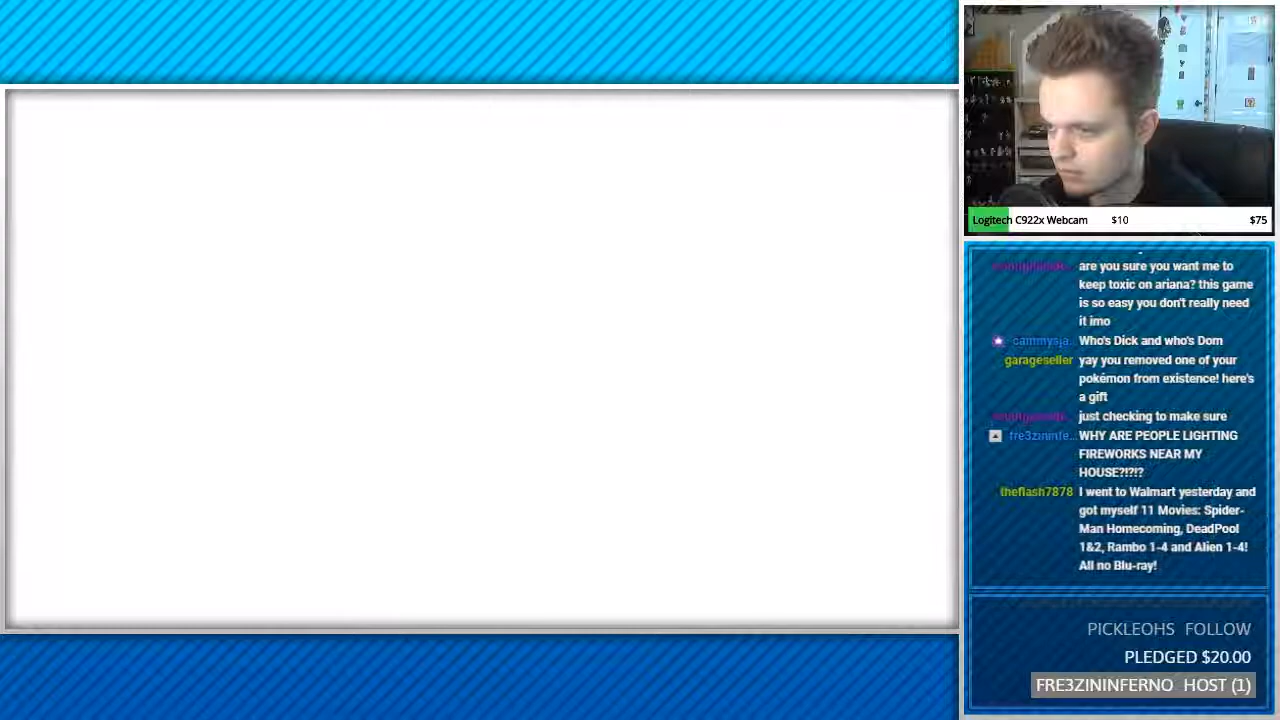 Logitech C922x Webcam $10 $75
are you sure you want me to
keep toxic on ariana? this game
is so easy you don't really need
it imo
cammysja.. Who's Dick and who's Dom
garageseller yay you removed one of your
pokémon from existence! here's
a gift
just checking to make sure
fre3zininfe... WHY ARE PEOPLE LIGHTING
FIREWORKS NEAR MY
HOUSE?!?!?
theflash7878 I went to Walmart yesterday and
got myself 11 Movies: Spider-
Man Homecoming, DeadPool
1&2, Rambo 1-4 and Alien 1-4!
All no Blu-ray!
PICKLEOHS FOLLOW
PLEDGED $20.00
FRE3ZININFERNO HOST (1)